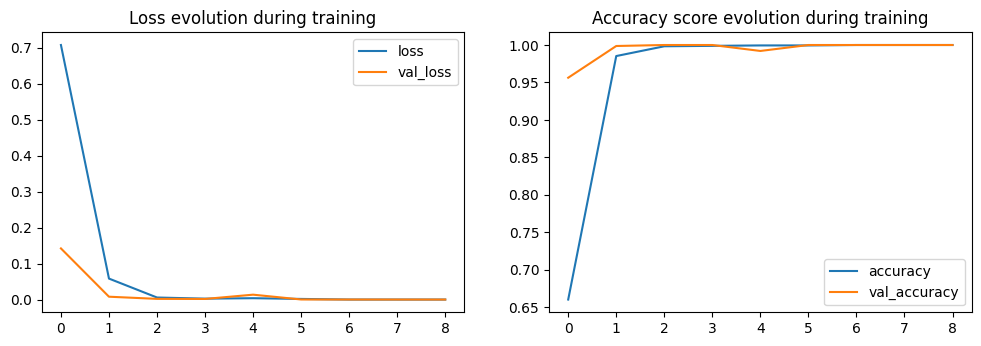 Loss evolution during training
0.7
0.6
0.5
0.4
0.3
0.2
0.1
0.0
0 1 2 3 4 5 6 7 8
loss
val_loss
Accuracy score evolution during training
1.00
0.95
0.90
0.85
0.80
0.75
0.70
0.65
0 1 2 3 4 5 6 7 8
accuracy
val_accuracy